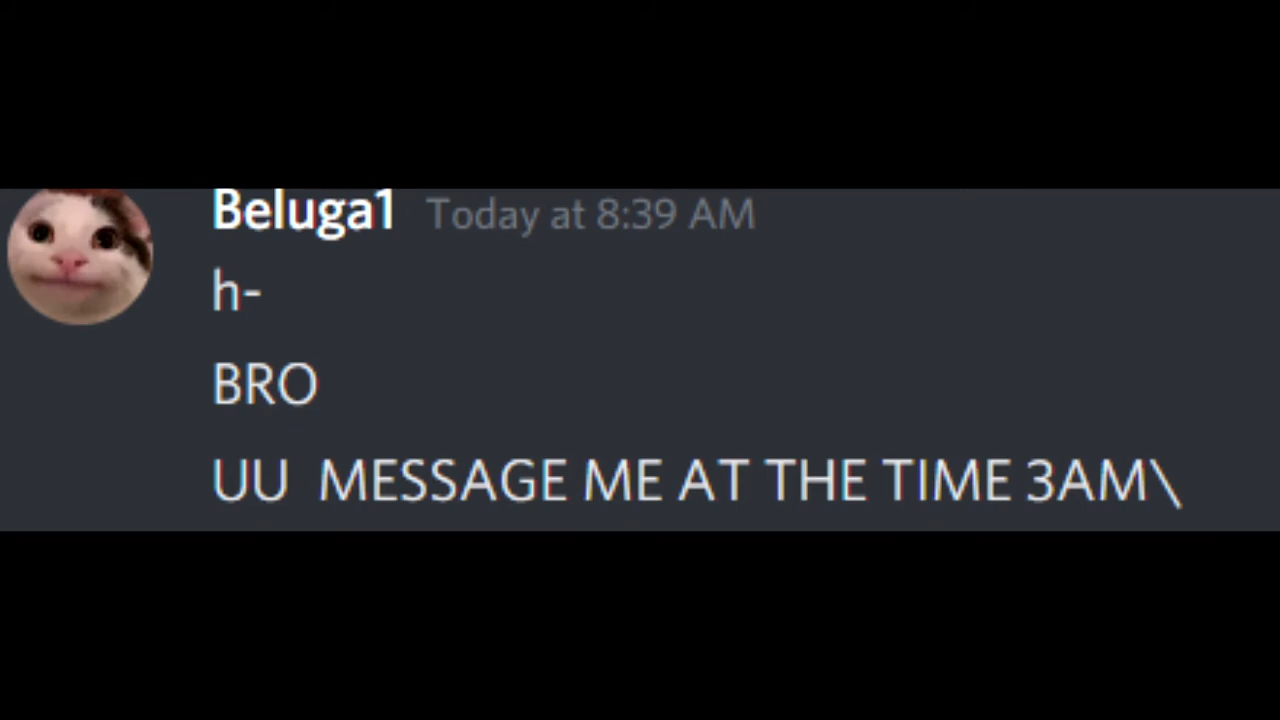 Beluga1 Today at 8:39 AM
h-
BRO
UU  MESSAGE ME AT THE TIME 3AM\